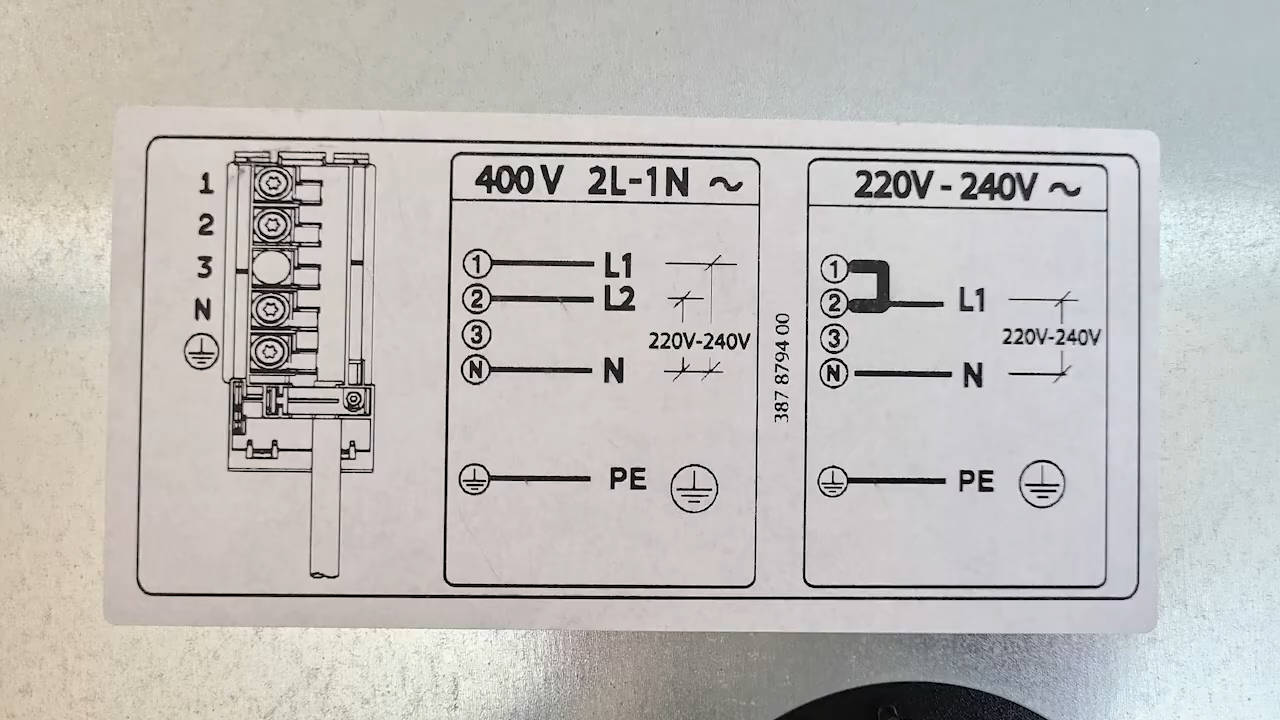 1
2
3
N
400V 2L-1N ~
1 L1
2 L2
3
220V-240V
N N
PE
387 8794 00
220V - 240V ~
1
2 L1
3
220V-240V
N N
PE